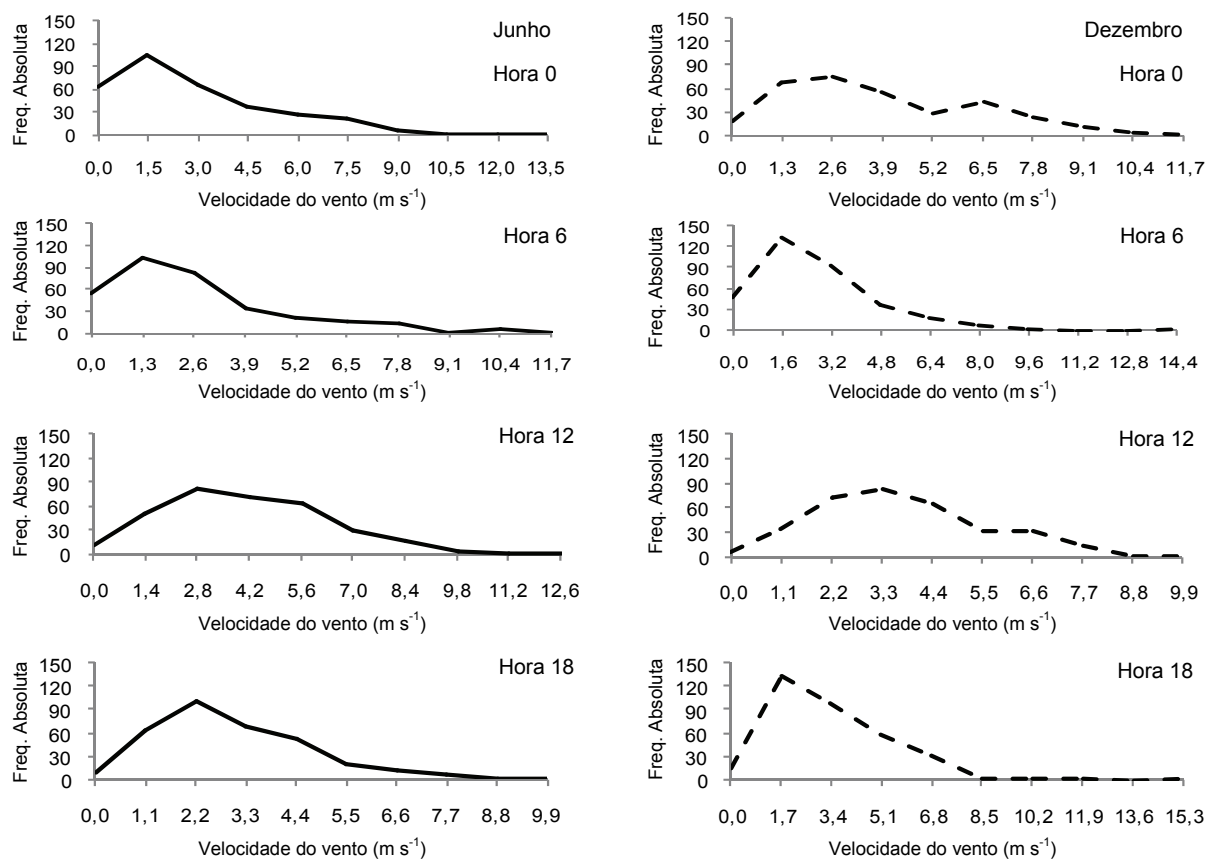 Junho
Hora 0
Freq. Absoluta
150
120
90
60
30
0
0,0 1,5 3,0 4,5 6,0 7,5 9,0 10,5 12,0 13,5
Velocidade do vento (m s-1)
Dezembro
Hora 0
Freq. Absoluta
150
120
90
60
30
0
0,0 1,3 2,6 3,9 5,2 6,5 7,8 9,1 10,4 11,7
Velocidade do vento (m s-1)
Hora 6
Freq. Absoluta
150
120
90
60
30
0
0,0 1,3 2,6 3,9 5,2 6,5 7,8 9,1 10,4 11,7
Velocidade do vento (m s-1)
Hora 6
Freq. Absoluta
150
120
90
60
30
0
0,0 1,6 3,2 4,8 6,4 8,0 9,6 11,2 12,8 14,4
Velocidade do vento (m s-1)
Hora 12
Freq. Absoluta
150
120
90
60
30
0
0,0 1,4 2,8 4,2 5,6 7,0 8,4 9,8 11,2 12,6
Velocidade do vento (m s-1)
Hora 12
Freq. Absoluta
150
120
90
60
30
0
0,0 1,1 2,2 3,3 4,4 5,5 6,6 7,7 8,8 9,9
Velocidade do vento (m s-1)
Hora 18
Freq. Absoluta
150
120
90
60
30
0
0,0 1,1 2,2 3,3 4,4 5,5 6,6 7,7 8,8 9,9
Velocidade do vento (m s-1)
Hora 18
Freq. Absoluta
150
120
90
60
30
0
0,0 1,7 3,4 5,1 6,8 8,5 10,2 11,9 13,6 15,3
Velocidade do vento (m s-1)